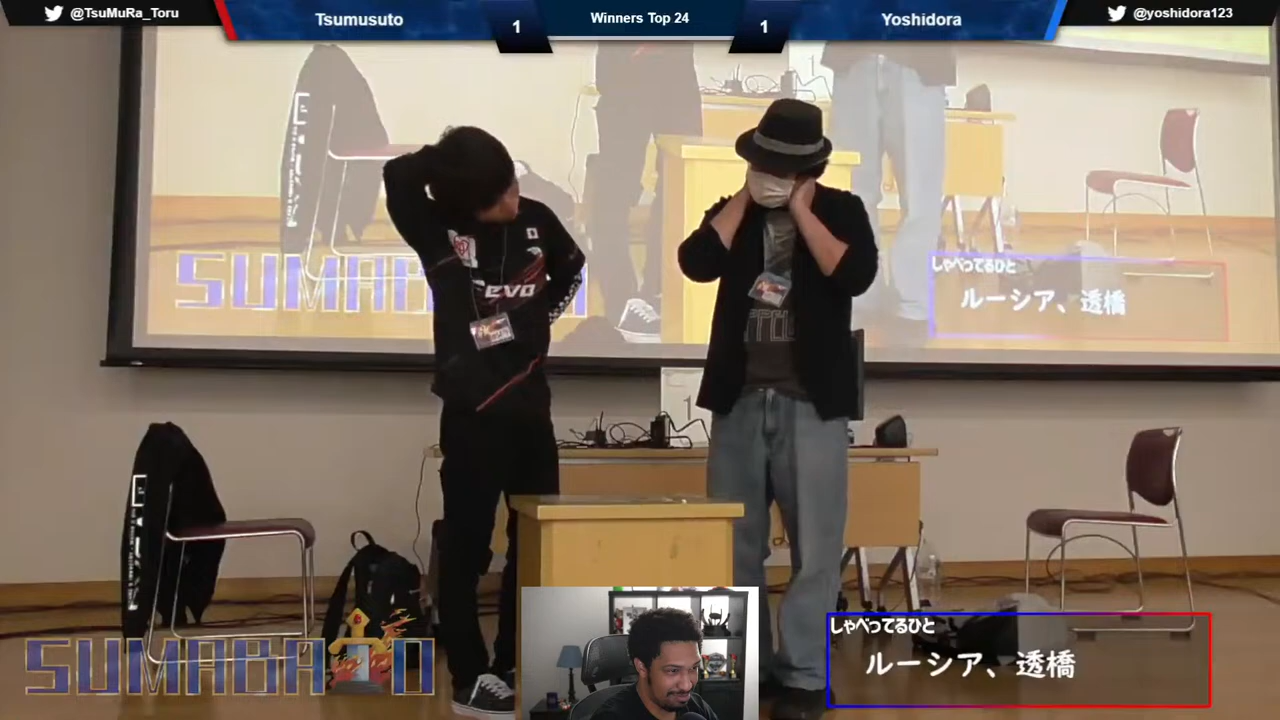 @TsuMuRa_Toru
Tsumusuto
1
Winners Top 24
1
Yoshidora
@yoshidora123
SUMABA
しゃべってるひと
ルーシア、透橋
evo
1
SUMABATO
しゃべってるひと
ルーシア、透橋